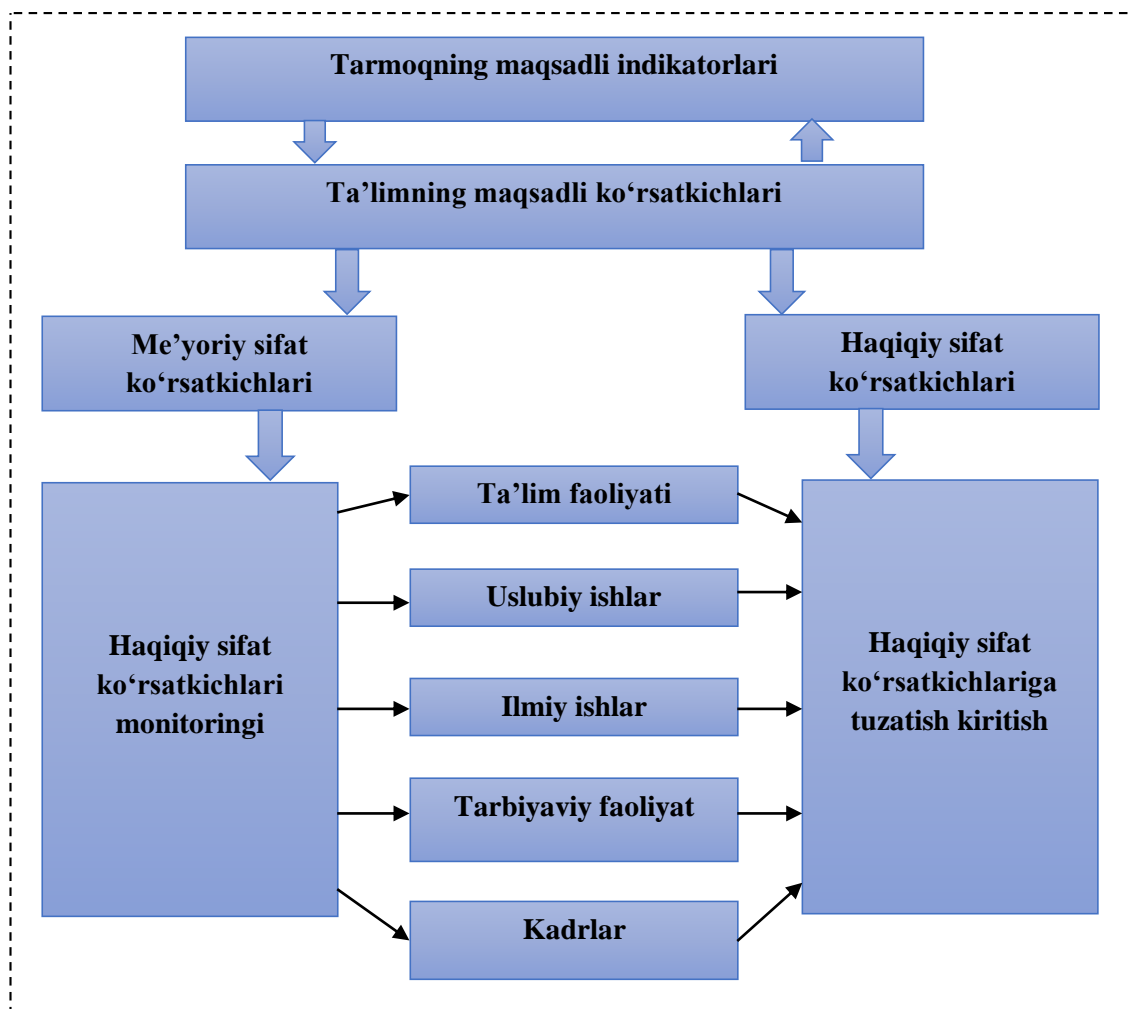 Tarmoqning maqsadli indikatorlari
Ta’limning maqsadli ko‘rsatkichlari
Me’yoriy sifat
ko‘rsatkichlari
Haqiqiy sifat
ko‘rsatkichlari
Haqiqiy sifat
ko‘rsatkichlari
monitoringi
Ta’lim faoliyati
Uslubiy ishlar
Ilmiy ishlar
Tarbiyaviy faoliyat
Kadrlar
Haqiqiy sifat
ko‘rsatkichlariga
tuzatish kiritish